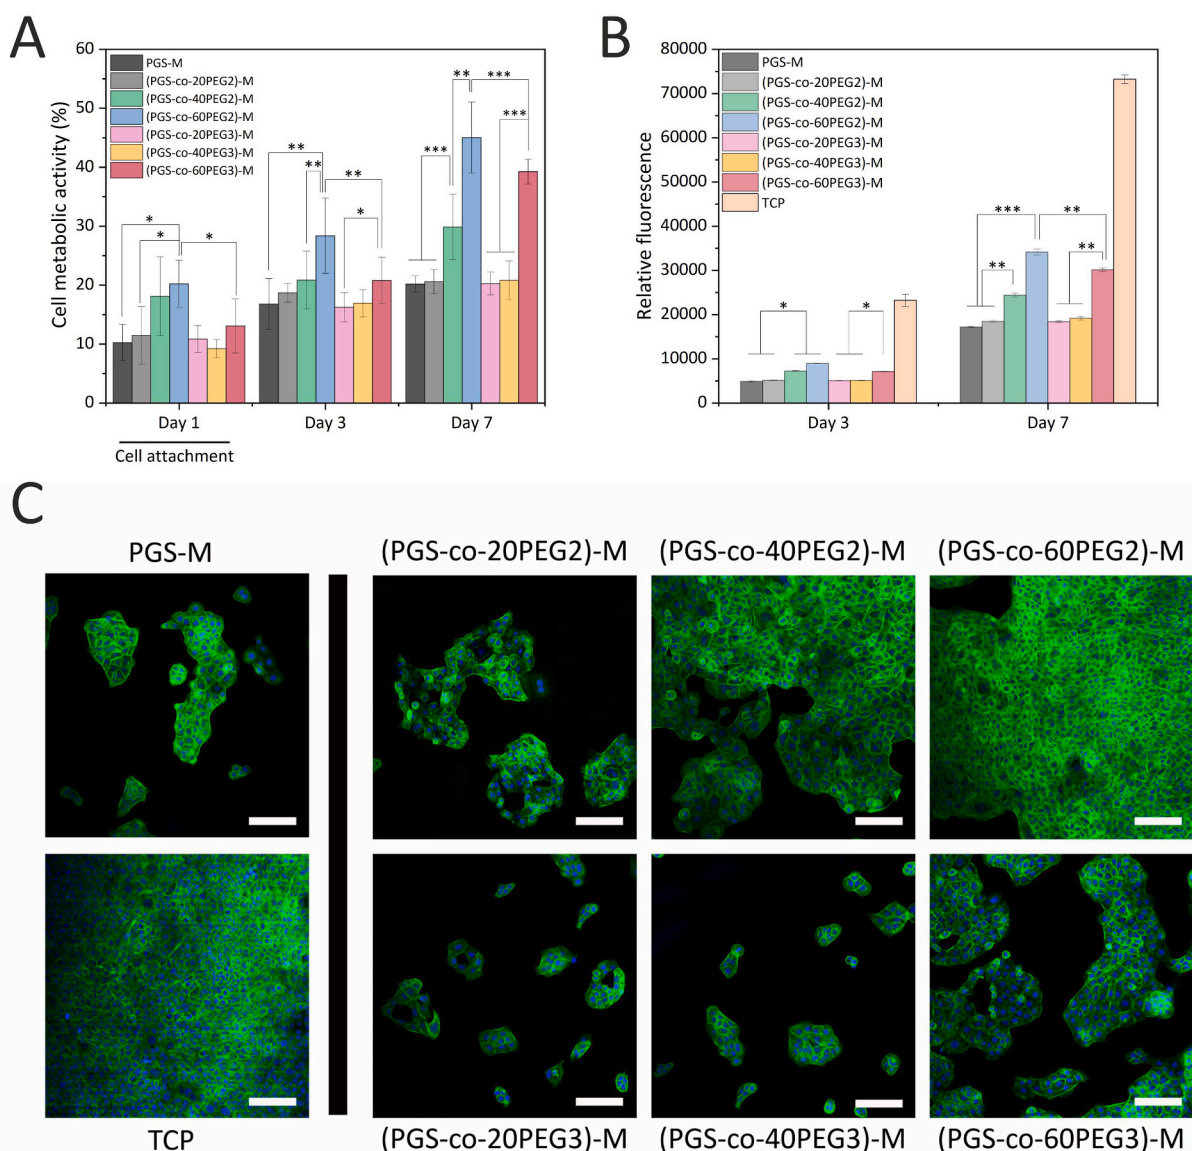 A
60
50
40
30
20
10
0
Cell metabolic activity (%)
PGS-M
(PGS-co-20PEG2)-M
(PGS-co-40PEG2)-M
(PGS-co-60PEG2)-M
(PGS-co-20PEG3)-M
(PGS-co-40PEG3)-M
(PGS-co-60PEG3)-M
* * *
** ** ** *
*** ** *** ***
Day 1 Day 3 Day 7
Cell attachment
B
80000
70000
60000
50000
40000
30000
20000
10000
0
Relative fluorescence
PGS-M
(PGS-co-20PEG2)-M
(PGS-co-40PEG2)-M
(PGS-co-60PEG2)-M
(PGS-co-20PEG3)-M
(PGS-co-40PEG3)-M
(PGS-co-60PEG3)-M
TCP
* *
*** ** ** **
Day 3 Day 7
C
PGS-M (PGS-co-20PEG2)-M (PGS-co-40PEG2)-M (PGS-co-60PEG2)-M
TCP (PGS-co-20PEG3)-M (PGS-co-40PEG3)-M (PGS-co-60PEG3)-M